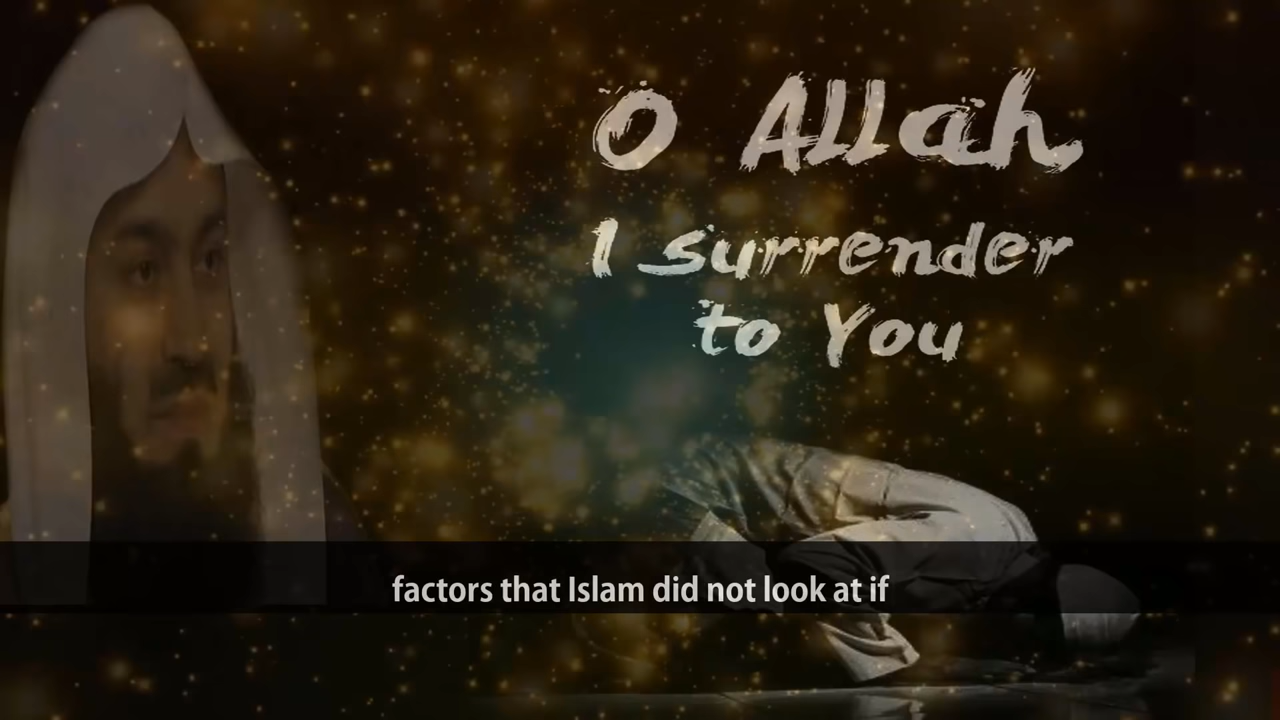 O Allah,
I surrender
to You
factors that Islam did not look at if